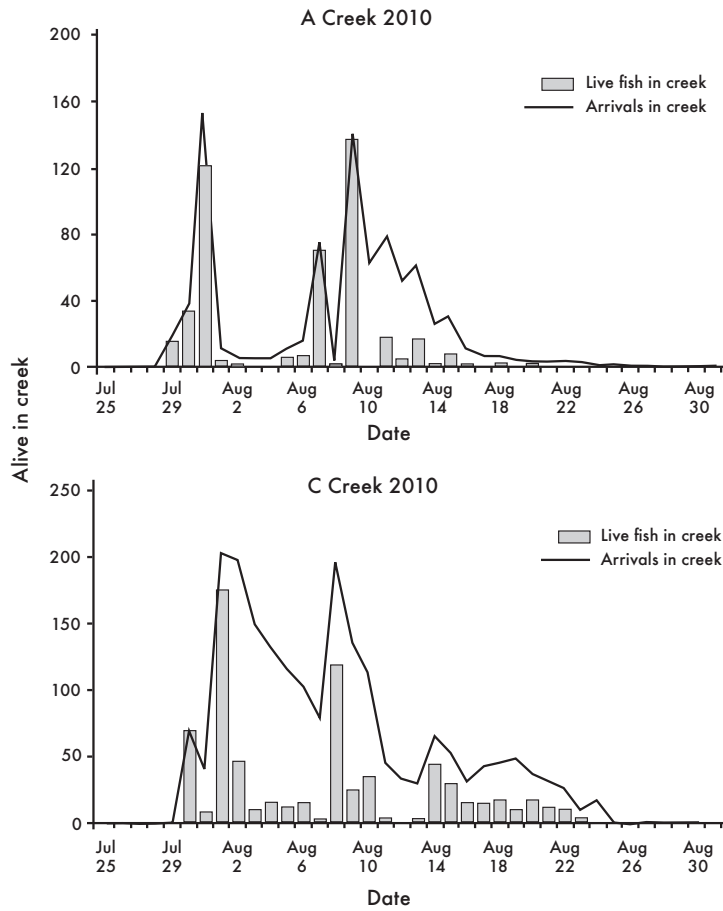 A Creek 2010
200
160
120
80
40
0
Live fish in creek
Arrivals in creek
Jul 25
Jul 29
Aug 2
Aug 6
Aug 10
Aug 14
Aug 18
Aug 22
Aug 26
Aug 30
Date
Alive in creek
C Creek 2010
250
200
150
100
50
0
Live fish in creek
Arrivals in creek
Jul 25
Jul 29
Aug 2
Aug 6
Aug 10
Aug 14
Aug 18
Aug 22
Aug 26
Aug 30
Date